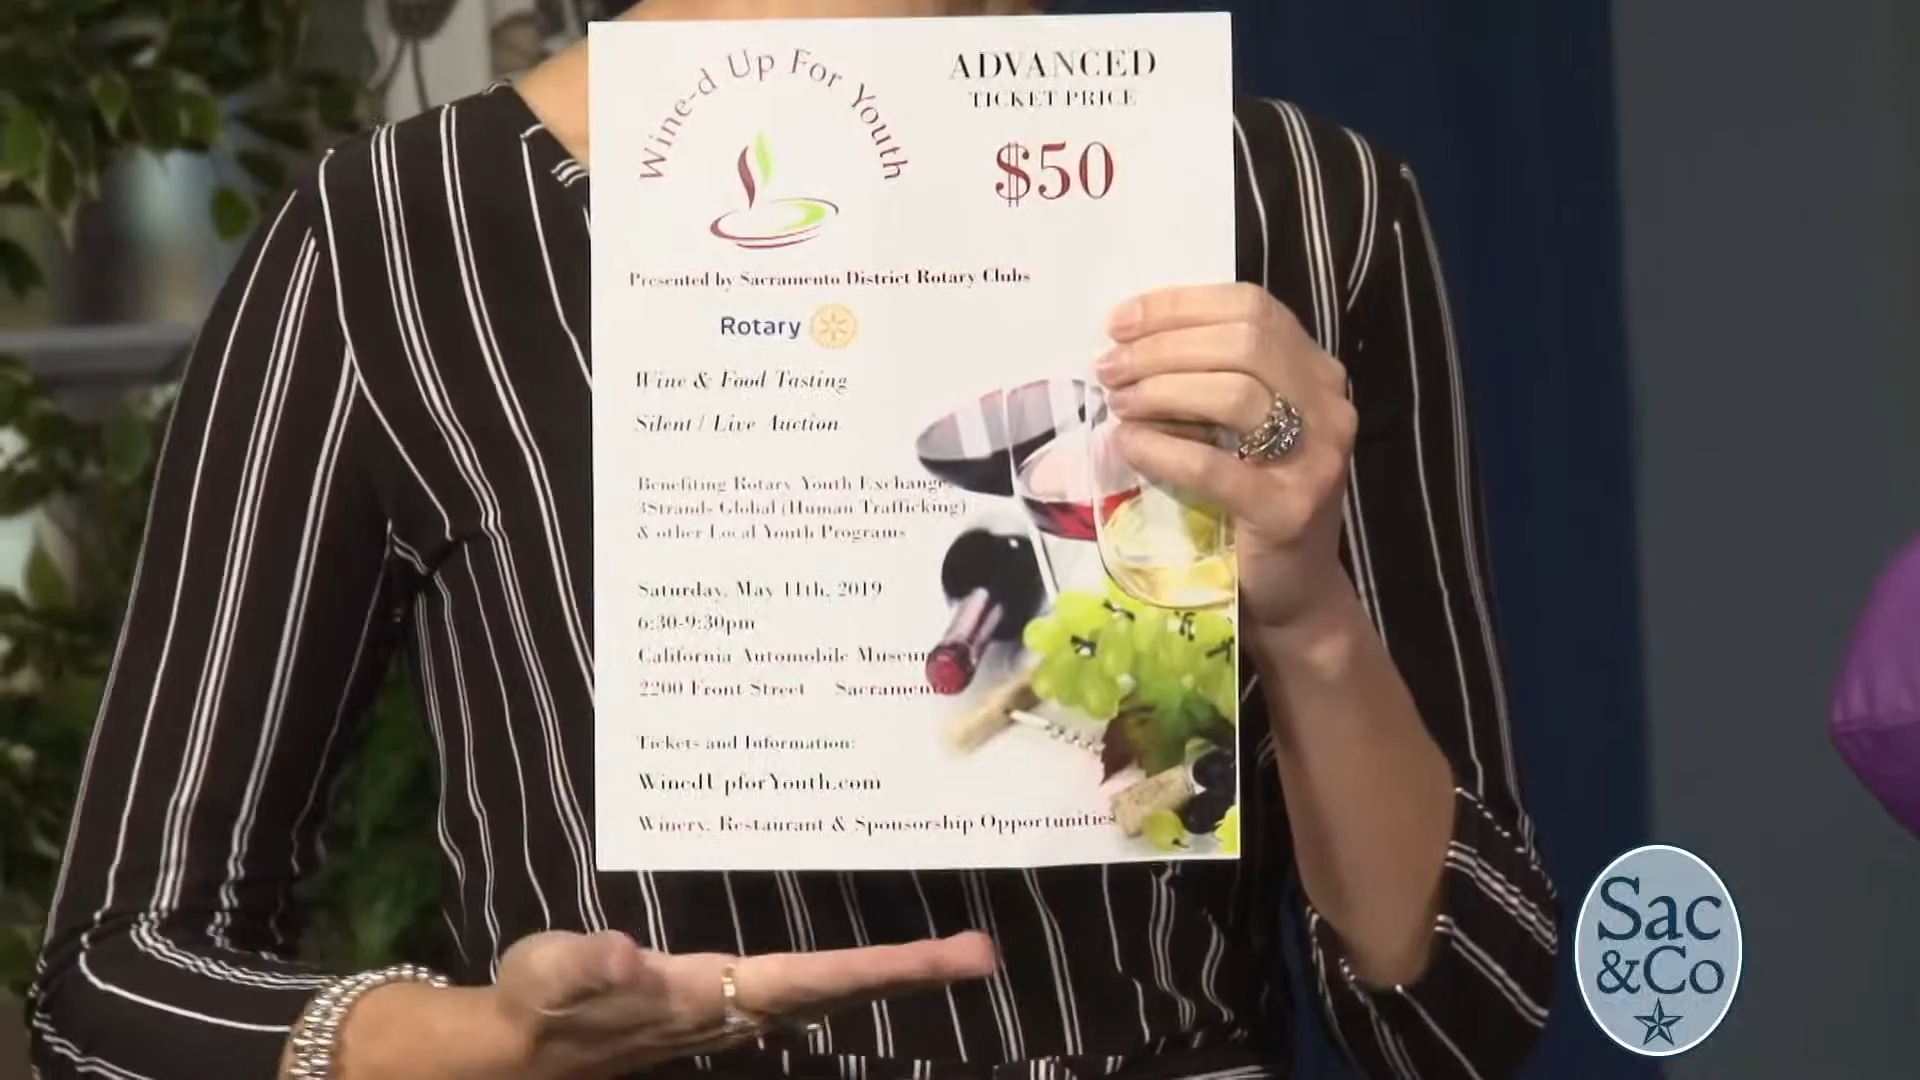 Wine-d Up For Youth
ADVANCED
TICKET PRICE
$50
Presented by Sacramento District Rotary Clubs
Rotary
Wine & Food Tasting
Silent / Live Auction
Benefiting Rotary Youth Exchange,
3Strands Global (Human Trafficking)
& other Local Youth Programs
Saturday, May 11th, 2019
6:30-9:30pm
California Automobile Museum
2200 Front Street Sacramento
Tickets and Information:
WinedUpforYouth.com
Winery, Restaurant & Sponsorship Opportunities
Sac
&Co